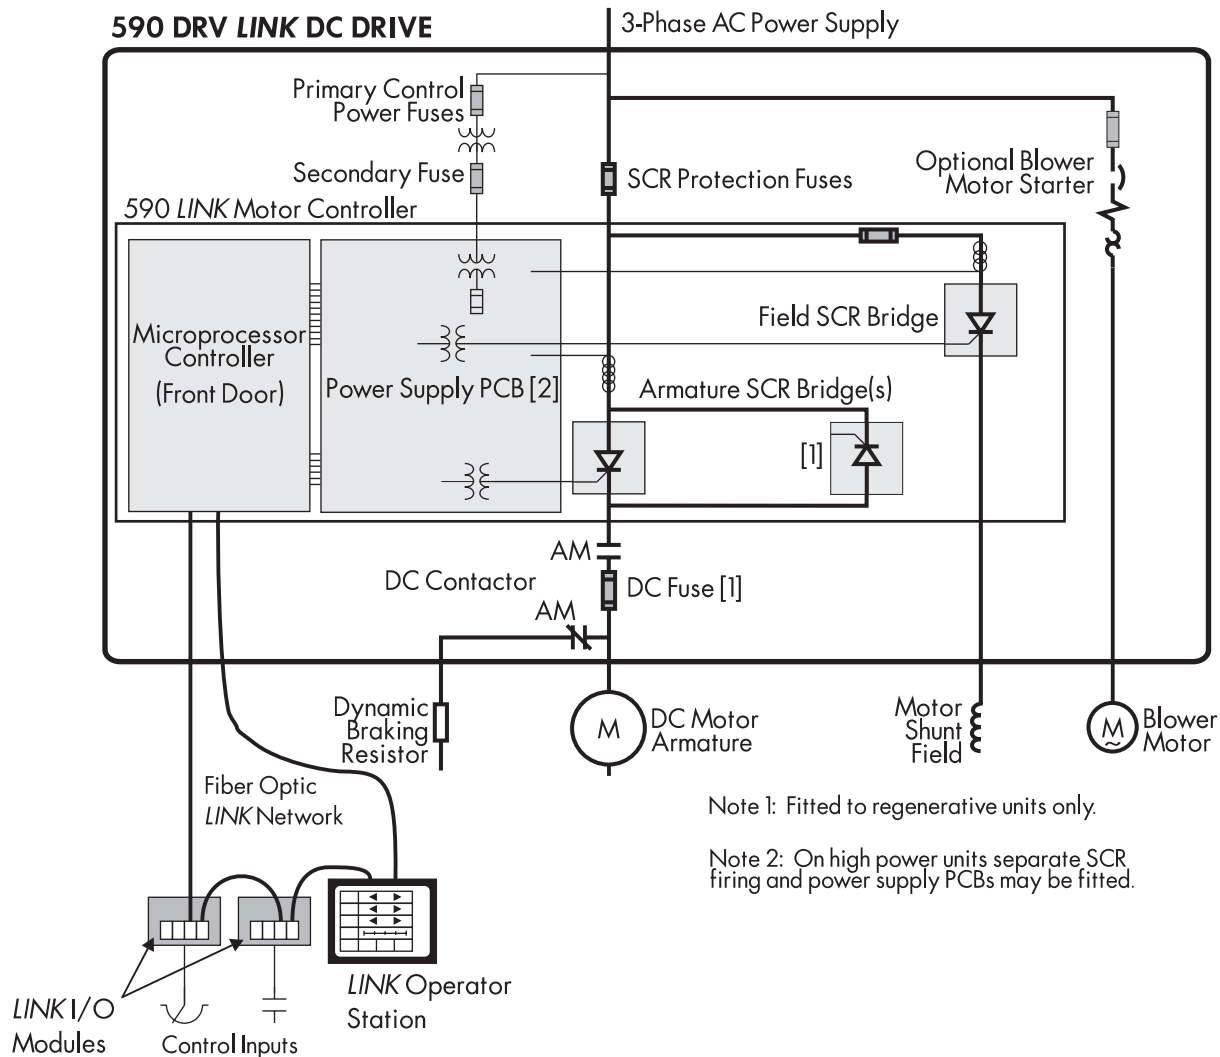 590 DRV LINK DC DRIVE
3-Phase AC Power Supply
Primary Control
Power Fuses
Secondary Fuse
SCR Protection Fuses
Optional Blower
Motor Starter
590 LINK Motor Controller
Microprocessor
Controller
(Front Door)
Power Supply PCB [2]
Field SCR Bridge
Armature SCR Bridge(s)
[1]
AM
DC Contactor
DC Fuse [1]
AM
Dynamic
Braking
Resistor
M
DC Motor
Armature
Motor
Shunt
Field
M
~
Blower
Motor
Fiber Optic
LINK Network
Note 1: Fitted to regenerative units only.
Note 2: On high power units separate SCR
firing and power supply PCBs may be fitted.
LINK I/O
Modules
Control Inputs
LINK Operator
Station